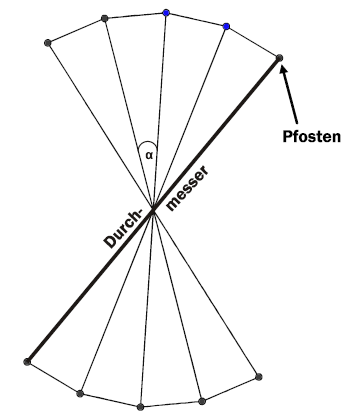 Pfosten
α
Durch-
messer